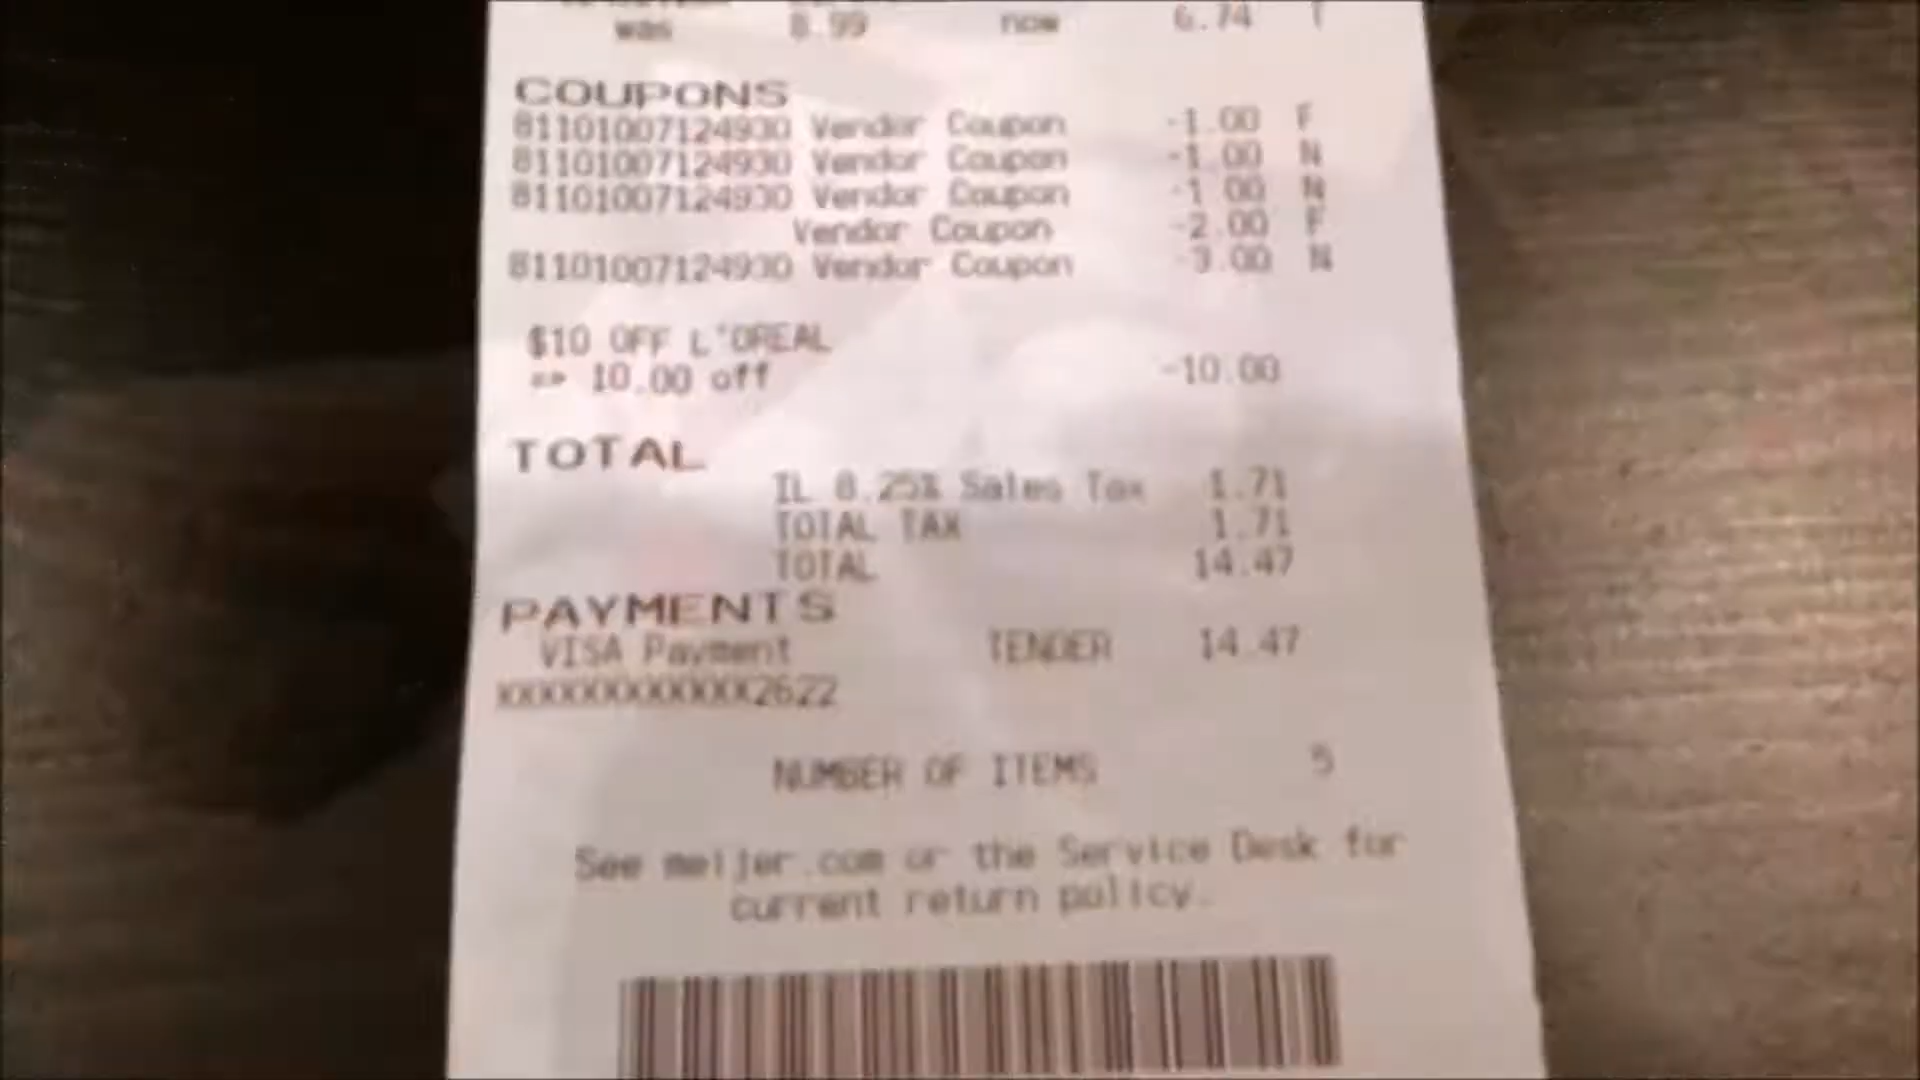 was 8.99 now 6.74 T
COUPONS
81101007124930 Vendor Coupon -1.00 F
81101007124930 Vendor Coupon -1.00 N
81101007124930 Vendor Coupon -1.00 N
Vendor Coupon -2.00 F
81101007124930 Vendor Coupon -3.00 N
$10 OFF L'OREAL
=> 10.00 off -10.00
TOTAL
IL 8.25% Sales Tax 1.71
TOTAL TAX 1.71
TOTAL 14.47
PAYMENTS
VISA Payment TENDER 14.47
XXXXXXXXXXXX2622
NUMBER OF ITEMS 5
See meijer.com or the Service Desk for
current return policy.